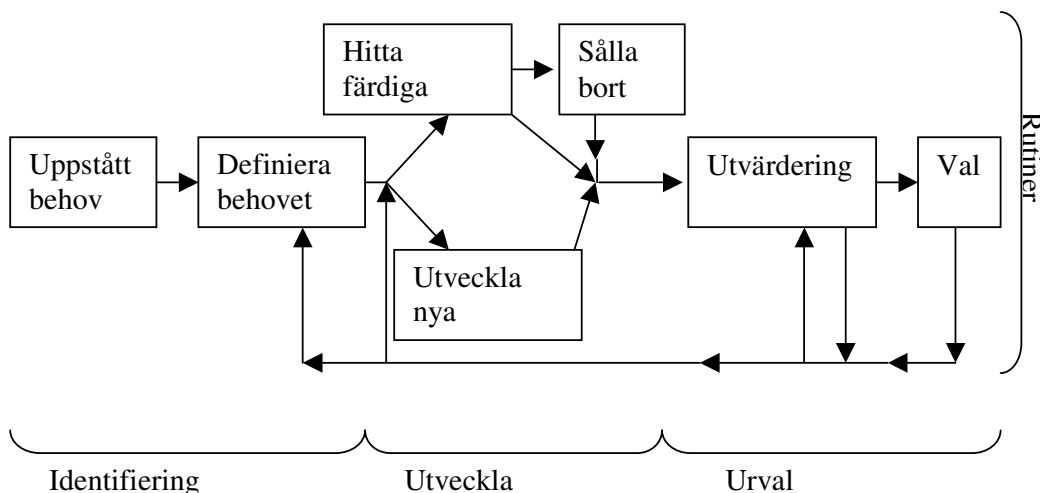 Hitta
färdiga
Sålla
bort
Uppstått
behov
Definiera
behovet
Utvärdering
Val
Rutiner
Utveckla
nya
Identifiering
Utveckla
Urval